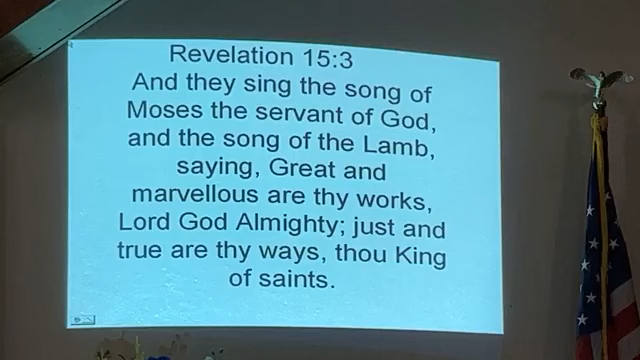 Revelation 15:3
And they sing the song of
Moses the servant of God,
and the song of the Lamb,
saying, Great and
marvellous are thy works,
Lord God Almighty; just and
true are thy ways, thou King
of saints.